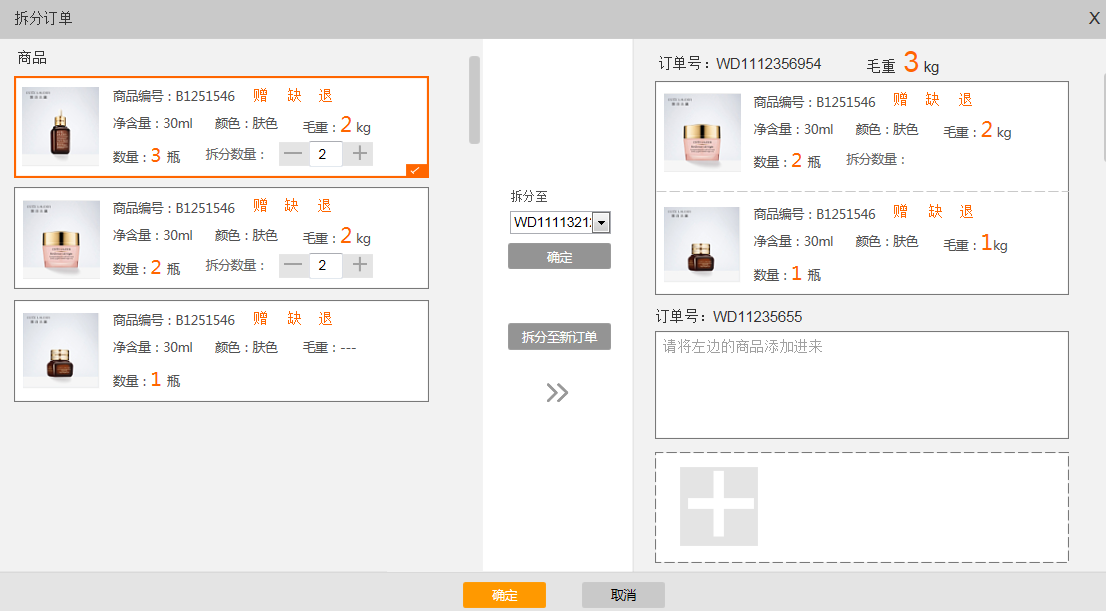 拆分订单
X
商品
商品编号：B1251546 赠 缺 退
净含量：30ml 颜色：肤色 毛重：2 kg
数量：3 瓶 拆分数量： 2
商品编号：B1251546 赠 缺 退
净含量：30ml 颜色：肤色 毛重：2 kg
数量：2 瓶 拆分数量： 2
商品编号：B1251546 赠 缺 退
净含量：30ml 颜色：肤色 毛重：---
数量：1 瓶
拆分至
WD1111321
确定
拆分至新订单
订单号：WD1112356954 毛重 3 kg
商品编号：B1251546 赠 缺 退
净含量：30ml 颜色：肤色 毛重：2 kg
数量：2 瓶 拆分数量：
商品编号：B1251546 赠 缺 退
净含量：30ml 颜色：肤色 毛重：1kg
数量：1 瓶
订单号：WD11235655
请将左边的商品添加进来
确定
取消